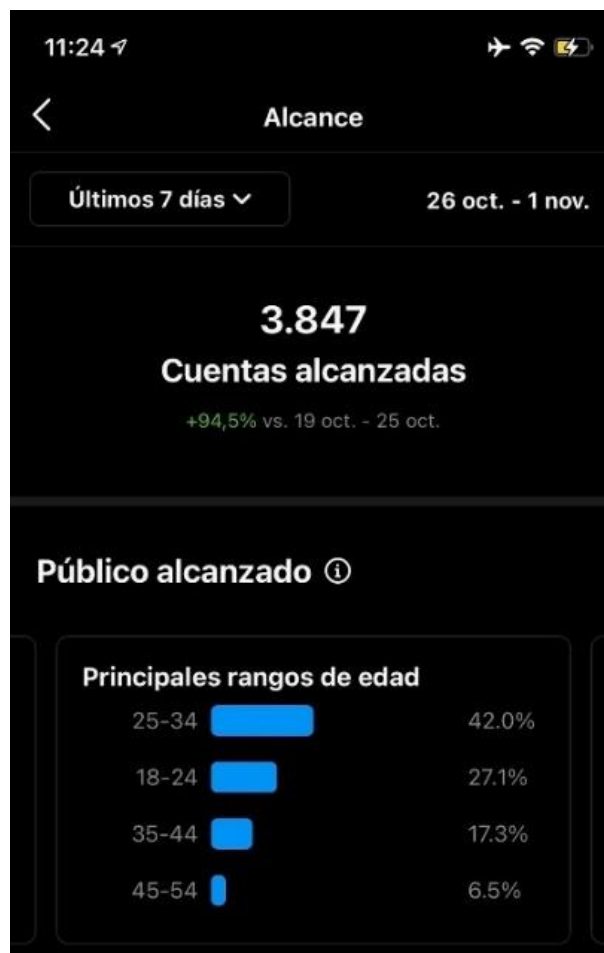 11:24
Alcance
Últimos 7 días 26 oct. - 1 nov.
3.847
Cuentas alcanzadas
+94,5% vs. 19 oct. - 25 oct.
Público alcanzado
Principales rangos de edad
25-34 42.0%
18-24 27.1%
35-44 17.3%
45-54 6.5%